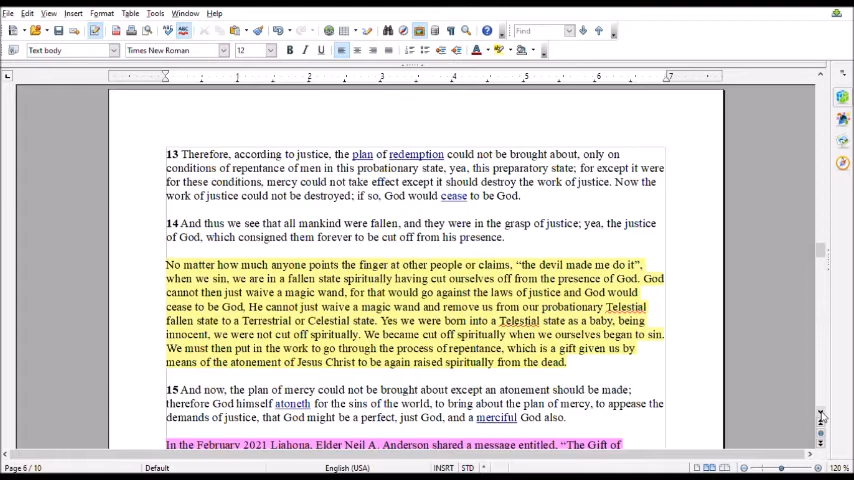 File Edit View Insert Format Table Tools Window Help
Find
Text body Times New Roman 12
1 2 3 4 5 6 7
13 Therefore, according to justice, the plan of redemption could not be brought about, only on
conditions of repentance of men in this probationary state, yea, this preparatory state; for except it were
for these conditions, mercy could not take effect except it should destroy the work of justice. Now the
work of justice could not be destroyed; if so, God would cease to be God.
14 And thus we see that all mankind were fallen, and they were in the grasp of justice; yea, the justice
of God, which consigned them forever to be cut off from his presence.
No matter how much anyone points the finger at other people or claims, “the devil made me do it”,
when we sin, we are in a fallen state spiritually having cut ourselves off from the presence of God. God
cannot then just waive a magic wand, for that would go against the laws of justice and God would
cease to be God, He cannot just waive a magic wand and remove us from our probationary Telestial
fallen state to a Terrestrial or Celestial state. Yes we were born into a Telestial state as a baby, being
innocent, we were not cut off spiritually. We became cut off spiritually when we ourselves began to sin.
We must then put in the work to go through the process of repentance, which is a gift given us by
means of the atonement of Jesus Christ to be again raised spiritually from the dead.
15 And now, the plan of mercy could not be brought about except an atonement should be made;
therefore God himself atoneth for the sins of the world, to bring about the plan of mercy, to appease the
demands of justice, that God might be a perfect, just God, and a merciful God also.
In the February 2021 Liahona, Elder Neil A. Anderson shared a message entitled, “The Gift of
Page 6 / 10 Default English (USA) INSRT STD * 120 %